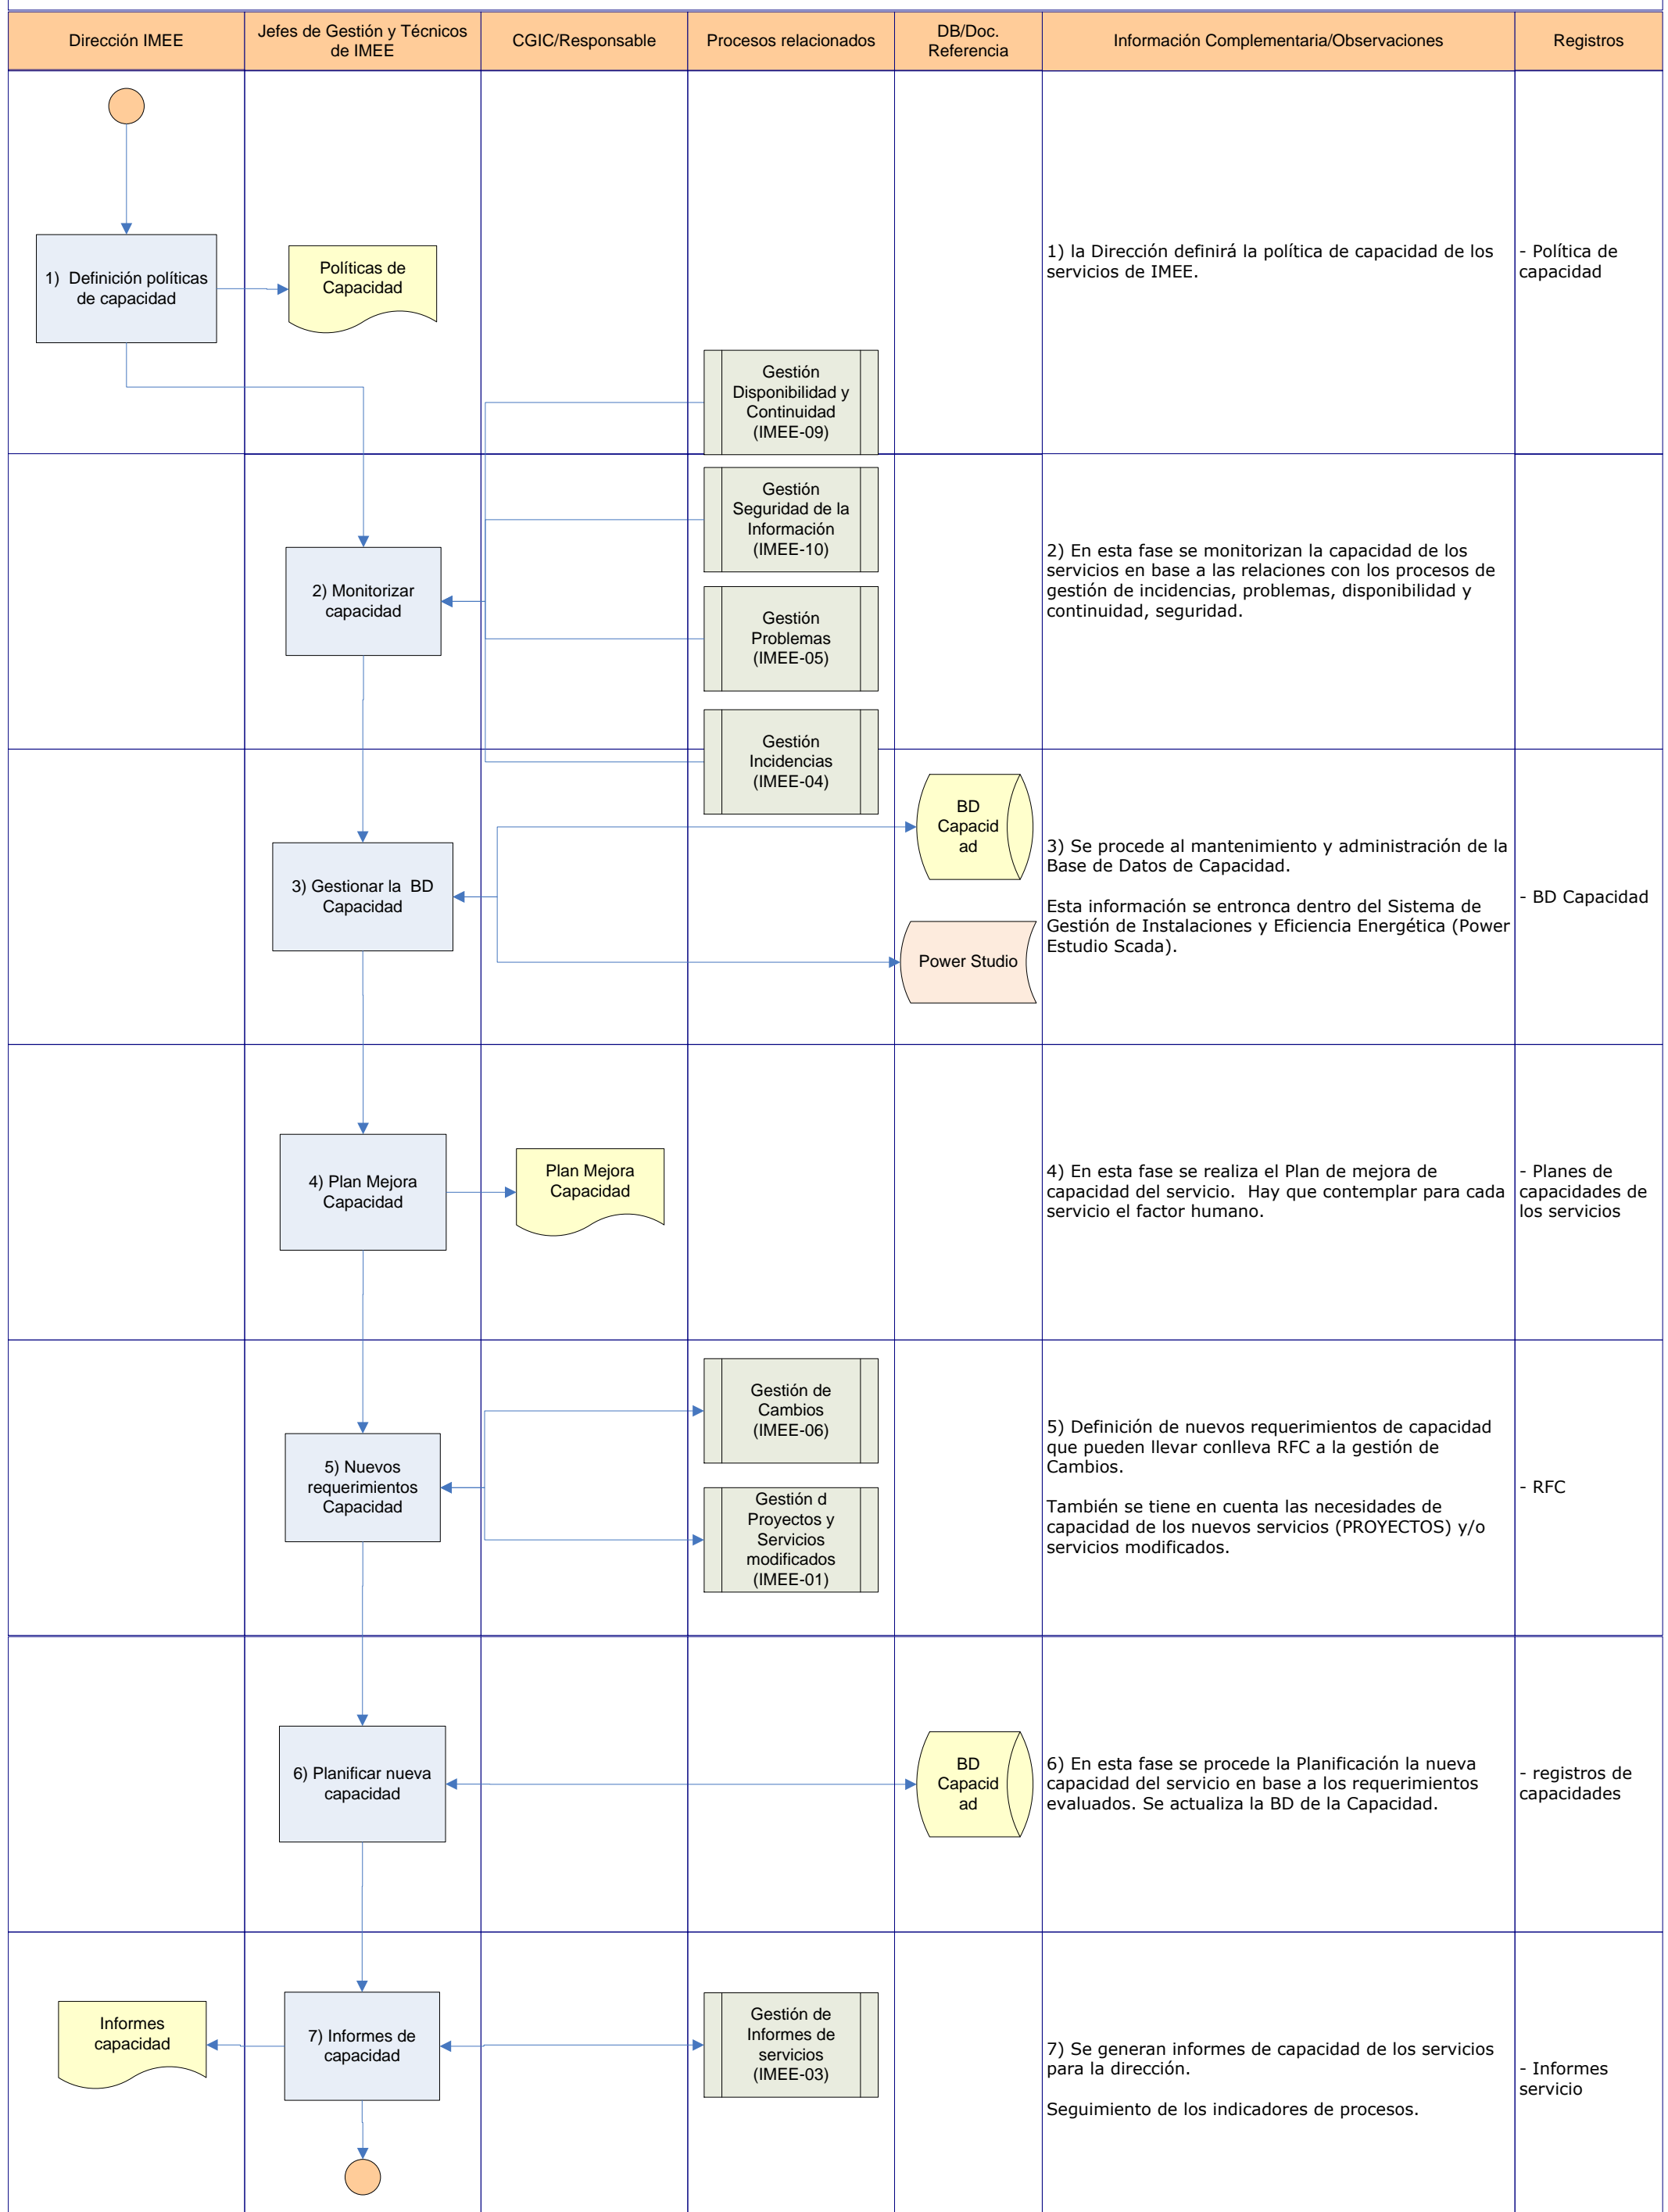 Dirección IMEE
Jefes de Gestión y Técnicos
de IMEE
CGIC/Responsable
Procesos relacionados
DB/Doc.
Referencia
Información Complementaria/Observaciones
Registros
1) Definición políticas
de capacidad
Políticas de
Capacidad
1) la Dirección definirá la política de capacidad de los
servicios de IMEE.
- Política de
capacidad
Gestión
Disponibilidad y
Continuidad
(IMEE-09)
Gestión
Seguridad de la
Información
(IMEE-10)
2) Monitorizar
capacidad
Gestión
Problemas
(IMEE-05)
2) En esta fase se monitorizan la capacidad de los
servicios en base a las relaciones con los procesos de
gestión de incidencias, problemas, disponibilidad y
continuidad, seguridad.
Gestión
Incidencias
(IMEE-04)
3) Gestionar la BD
Capacidad
BD
Capacid
ad
Power Studio
3) Se procede al mantenimiento y administración de la
Base de Datos de Capacidad.
Esta información se entronca dentro del Sistema de
Gestión de Instalaciones y Eficiencia Energética (Power
Estudio Scada).
- BD Capacidad
4) Plan Mejora
Capacidad
Plan Mejora
Capacidad
4) En esta fase se realiza el Plan de mejora de
capacidad del servicio. Hay que contemplar para cada
servicio el factor humano.
- Planes de
capacidades de
los servicios
5) Nuevos
requerimientos
Capacidad
Gestión de
Cambios
(IMEE-06)
Gestión d
Proyectos y
Servicios
modificados
(IMEE-01)
5) Definición de nuevos requerimientos de capacidad
que pueden llevar conlleva RFC a la gestión de
Cambios.
También se tiene en cuenta las necesidades de
capacidad de los nuevos servicios (PROYECTOS) y/o
servicios modificados.
- RFC
6) Planificar nueva
capacidad
BD
Capacid
ad
6) En esta fase se procede la Planificación la nueva
capacidad del servicio en base a los requerimientos
evaluados. Se actualiza la BD de la Capacidad.
- registros de
capacidades
Informes
capacidad
7) Informes de
capacidad
Gestión de
Informes de
servicios
(IMEE-03)
7) Se generan informes de capacidad de los servicios
para la dirección.
Seguimiento de los indicadores de procesos.
- Informes
servicio